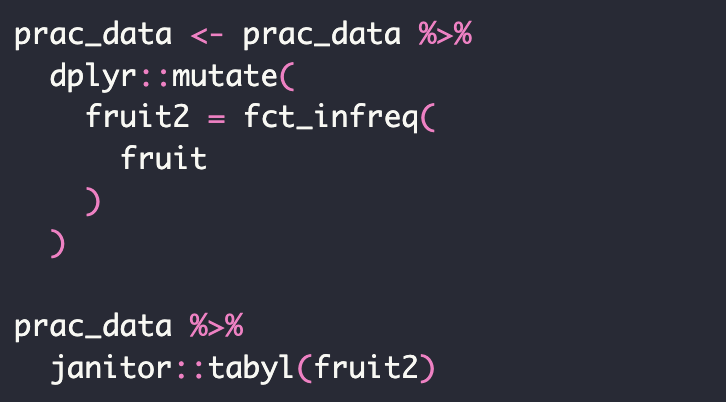 prac_data <- prac_data %>%
  dplyr::mutate(
    fruit2 = fct_infreq(
      fruit
    )
  )

prac_data %>%
  janitor::tabyl(fruit2)